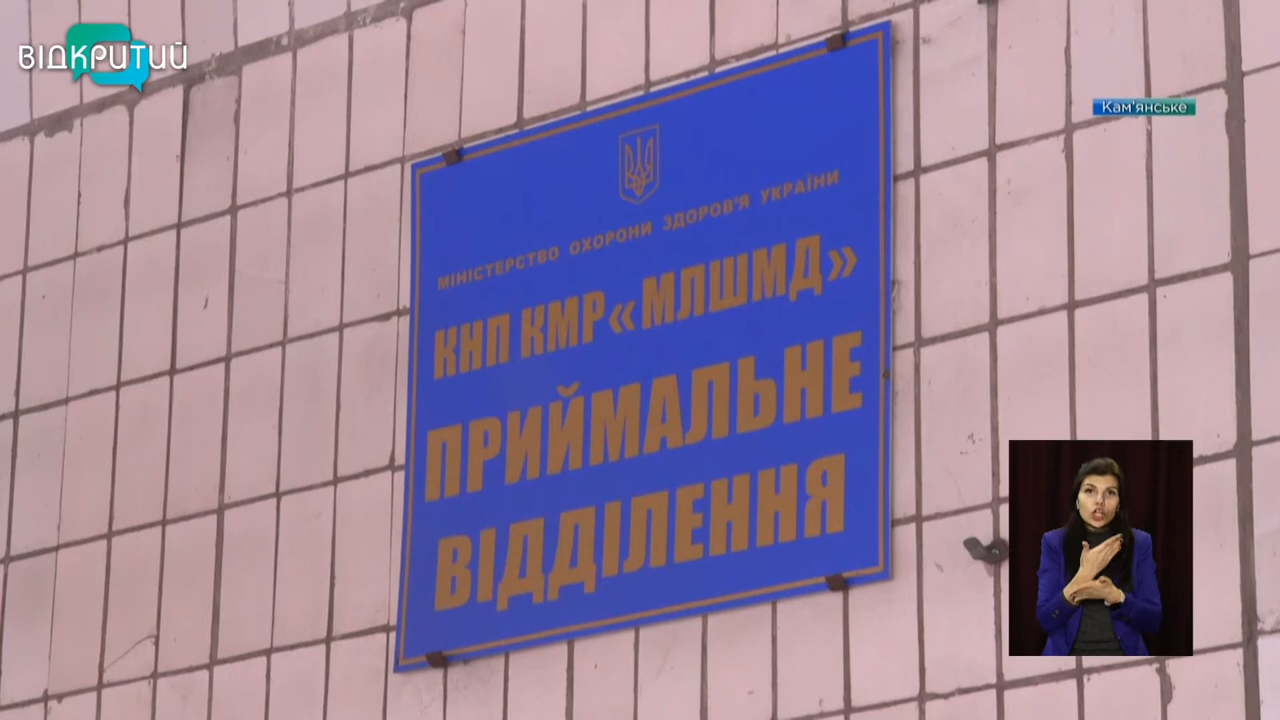 ВІДКРИТИЙ
Кам'янське
МІНІСТЕРСТВО ОХОРОНИ ЗДОРОВ'Я УКРАЇНИ
КНП КМР «МЛШМД»
ПРИЙМАЛЬНЕ
ВІДДІЛЕННЯ